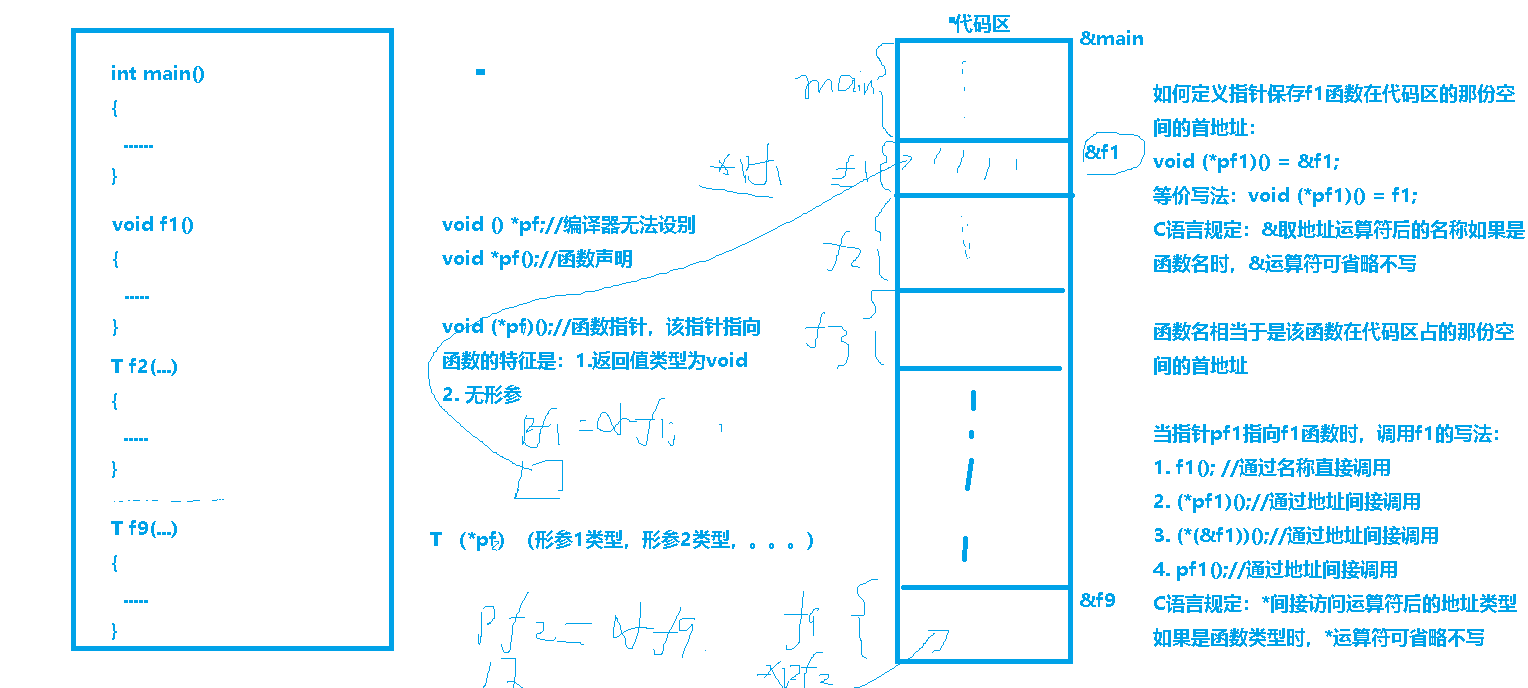 int main()
{
......
}
void f1()
{
.....
}
T f2(...)
{
.....
}
T f9(...)
{
.....
}
void () *pf;//编译器无法设别
void *pf();//函数声明
void (*pf)();//函数指针，该指针指向
函数的特征是：1.返回值类型为void
2. 无形参
pf1 = &f1;
T （*pf）（形参1类型，形参2类型，。。。）
pf2 = &f9
代码区
&main
main
*pf1
f1
&f1
f2
f3
&f9
f9
*pf2
如何定义指针保存f1函数在代码区的那份空
间的首地址：
void (*pf1)() = &f1;
等价写法：void (*pf1)() = f1;
C语言规定：&取地址运算符后的名称如果是
函数名时，&运算符可省略不写
函数名相当于是该函数在代码区占的那份空
间的首地址
当指针pf1指向f1函数时，调用f1的写法：
1. f1(); //通过名称直接调用
2. (*pf1)();//通过地址间接调用
3. (*(&f1))();//通过地址间接调用
4. pf1();//通过地址间接调用
C语言规定：*间接访问运算符后的地址类型
如果是函数类型时，*运算符可省略不写